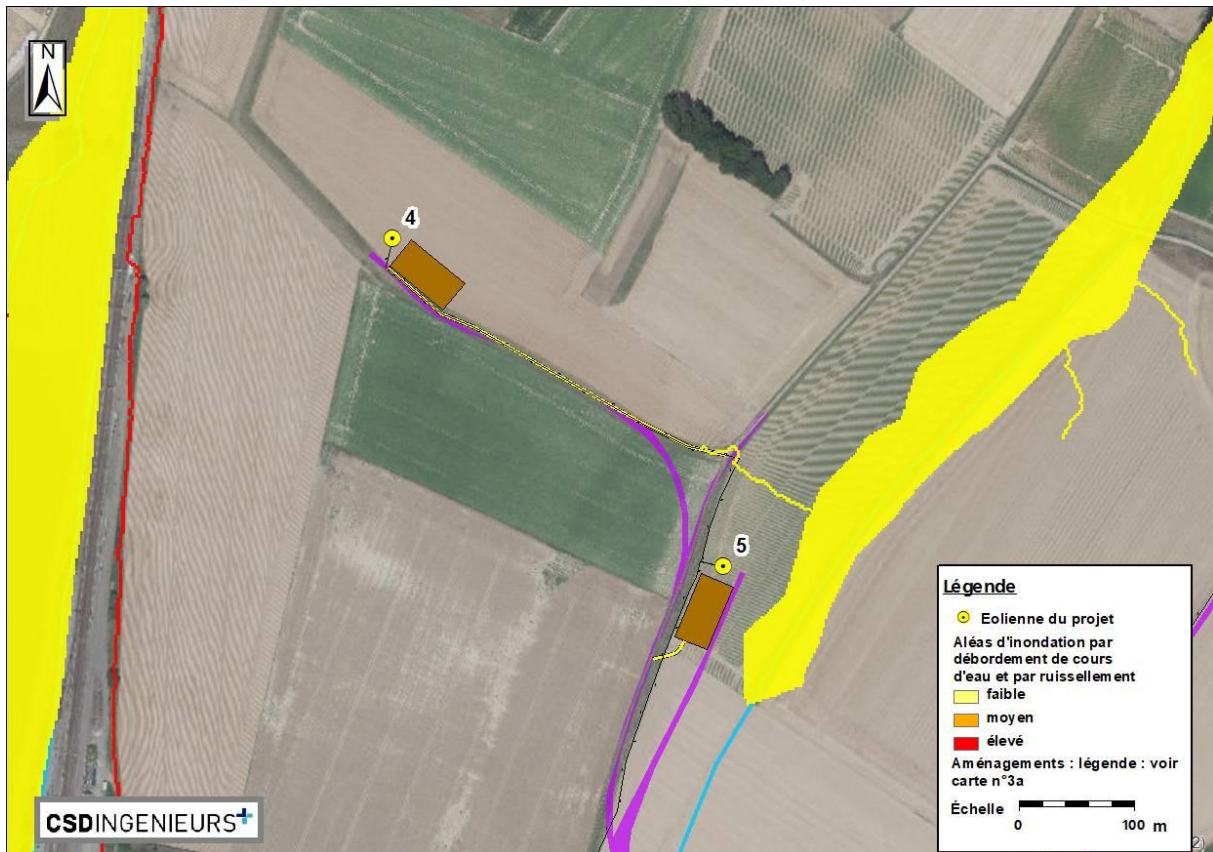 N
4
5
Légende
Eolienne du projet
Aléas d'inondation par
débordement de cours
d'eau et par ruissellement
faible
moyen
élevé
Aménagements : légende : voir
carte n°3a
Échelle
0 100 m
CSDINGENIEURS+
2)